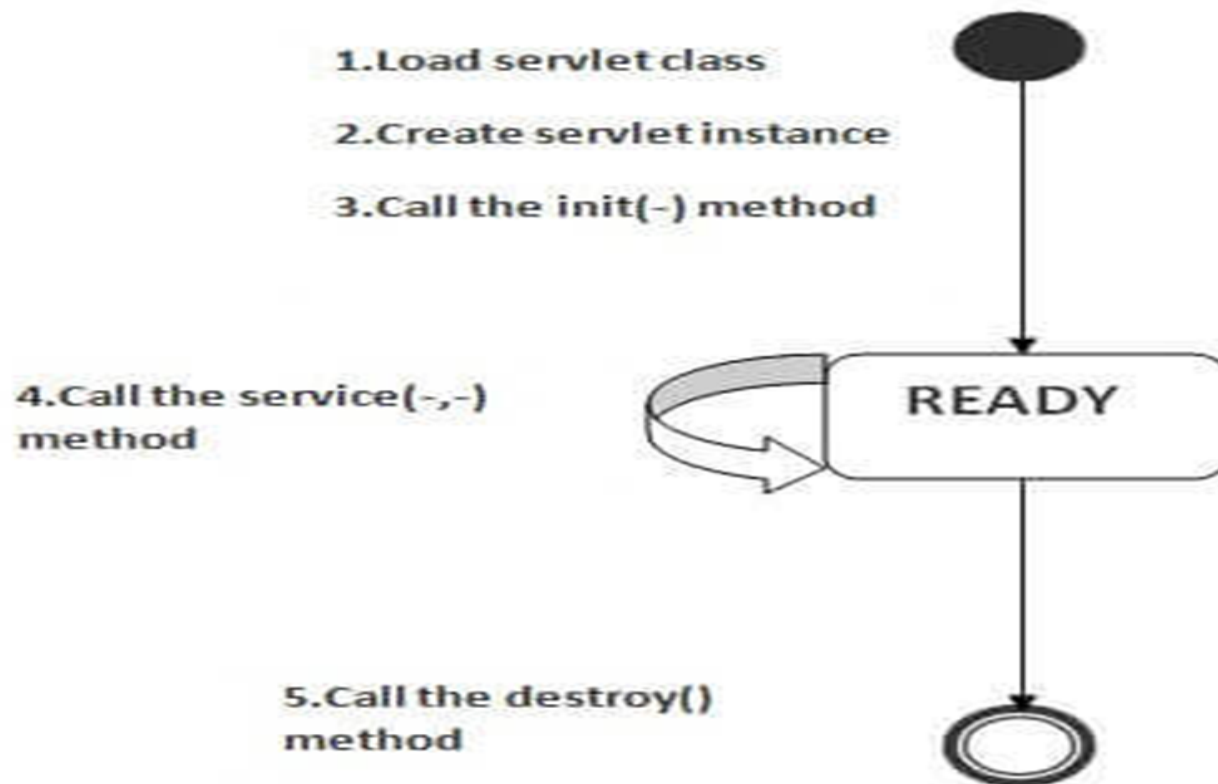 1.Load servlet class
2.Create servlet instance
3.Call the init(-) method
READY
4.Call the service(-,-)
method
5.Call the destroy()
method